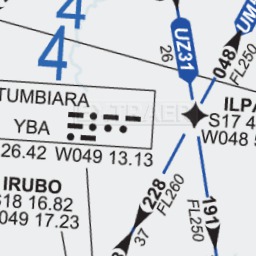 4
4
UZ31
26
048
FL250
UM
TUMBIARA
YBA
26.42 W049 13.13
ILPA
S17 4
W048 5
IRUBO
S18 16.82
049 17.23
228
FL260
37
191
FL250